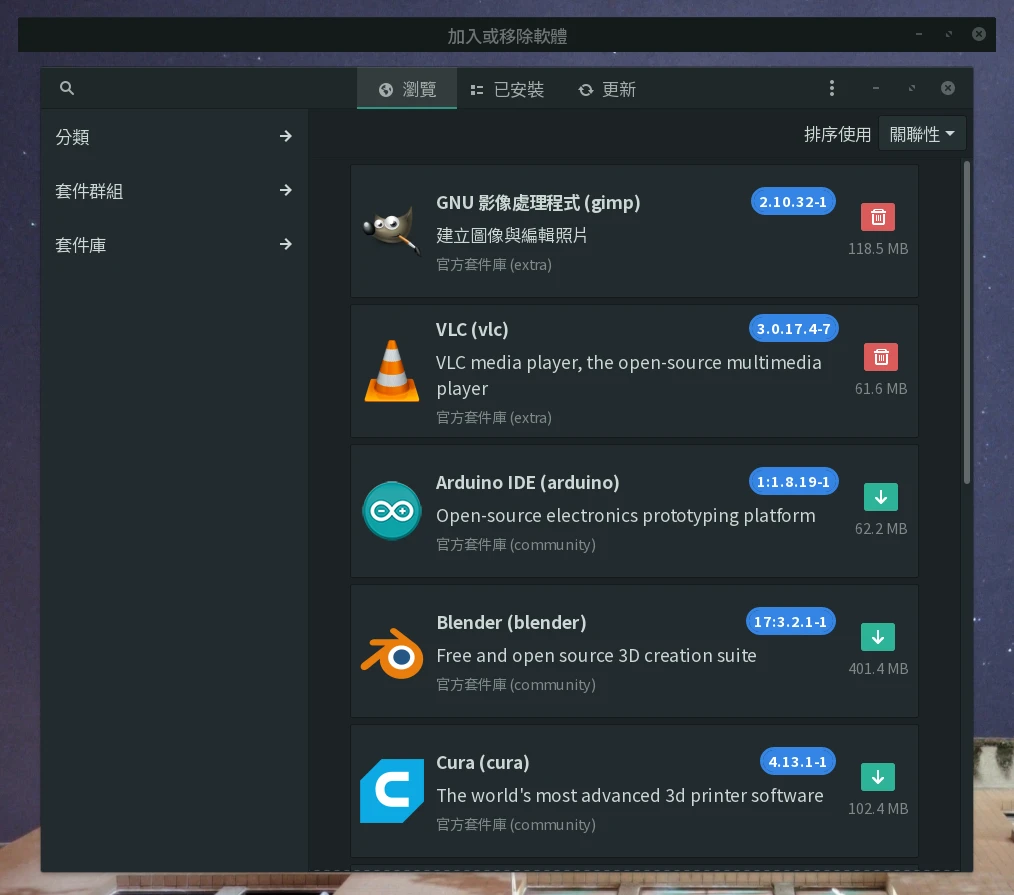 加入或移除軟體
瀏覽 已安裝 更新
分類
套件群組
套件庫
排序使用 關聯性
GNU 影像處理程式 (gimp) 2.10.32-1
建立圖像與編輯照片
118.5 MB
官方套件庫 (extra)
VLC (vlc) 3.0.17.4-7
VLC media player, the open-source multimedia
player
61.6 MB
官方套件庫 (extra)
Arduino IDE (arduino) 1:1.8.19-1
Open-source electronics prototyping platform
62.2 MB
官方套件庫 (community)
Blender (blender) 17:3.2.1-1
Free and open source 3D creation suite
401.4 MB
官方套件庫 (community)
Cura (cura) 4.13.1-1
The world's most advanced 3d printer software
102.4 MB
官方套件庫 (community)